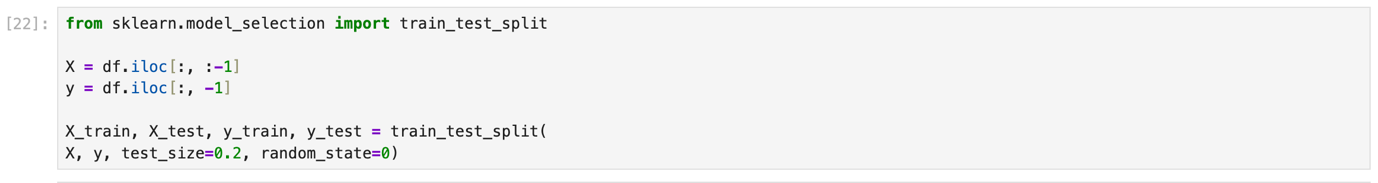 [22]: from sklearn.model_selection import train_test_split
X = df.iloc[:, :-1]
y = df.iloc[:, -1]
X_train, X_test, y_train, y_test = train_test_split(
X, y, test_size=0.2, random_state=0)